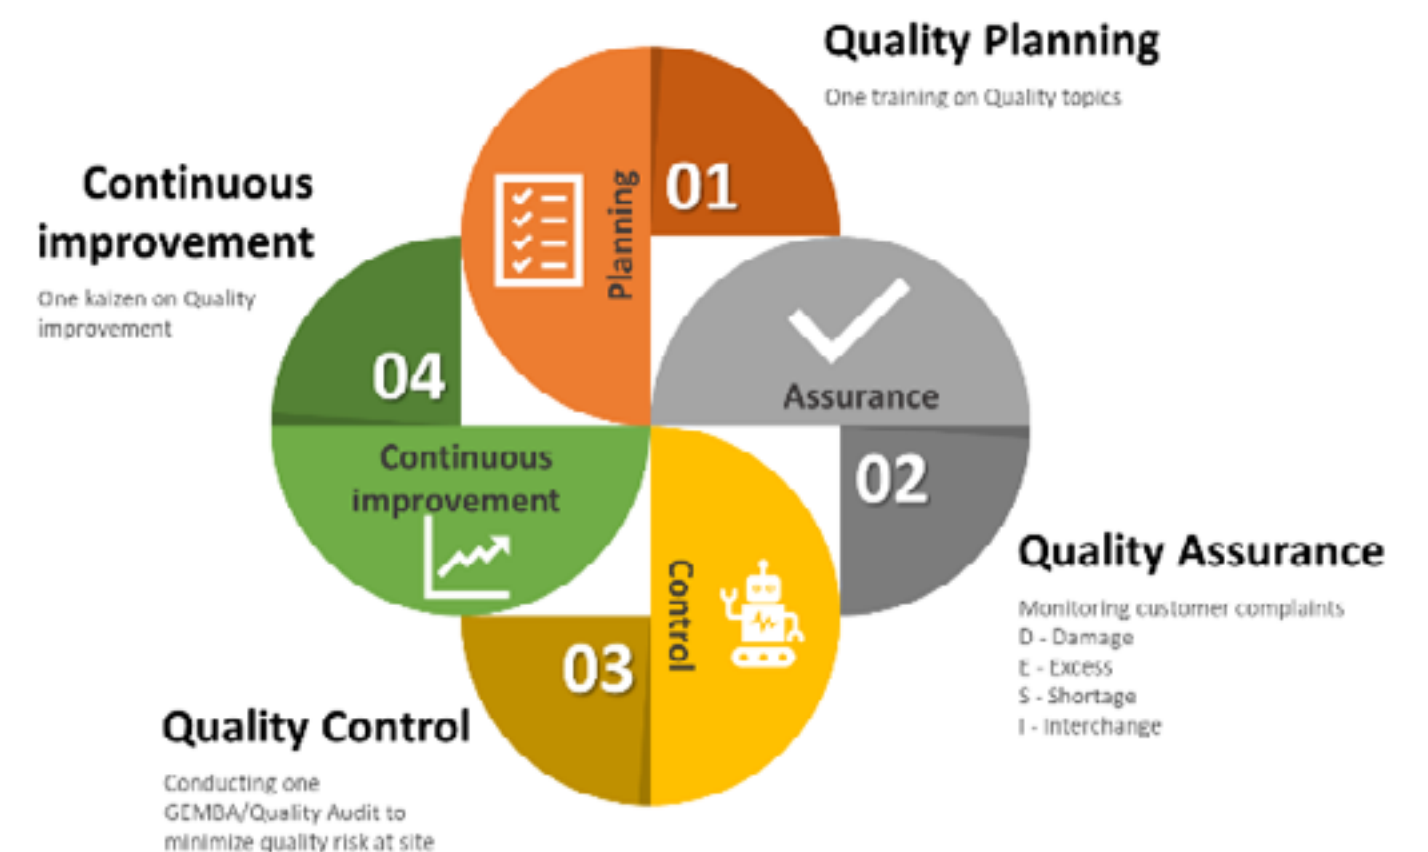 Quality Planning
One training on Quality topics
01
Planning
Continuous
improvement
One kaizen on Quality
improvement
04
Assurance
02
Continuous
improvement
Control
03
Quality Assurance
Monitoring customer complaints
D - Damage
E - Excess
S - Shortage
I - Interchange
Quality Control
Conducting one
GEMBA/Quality Audit to
minimize quality risk at site